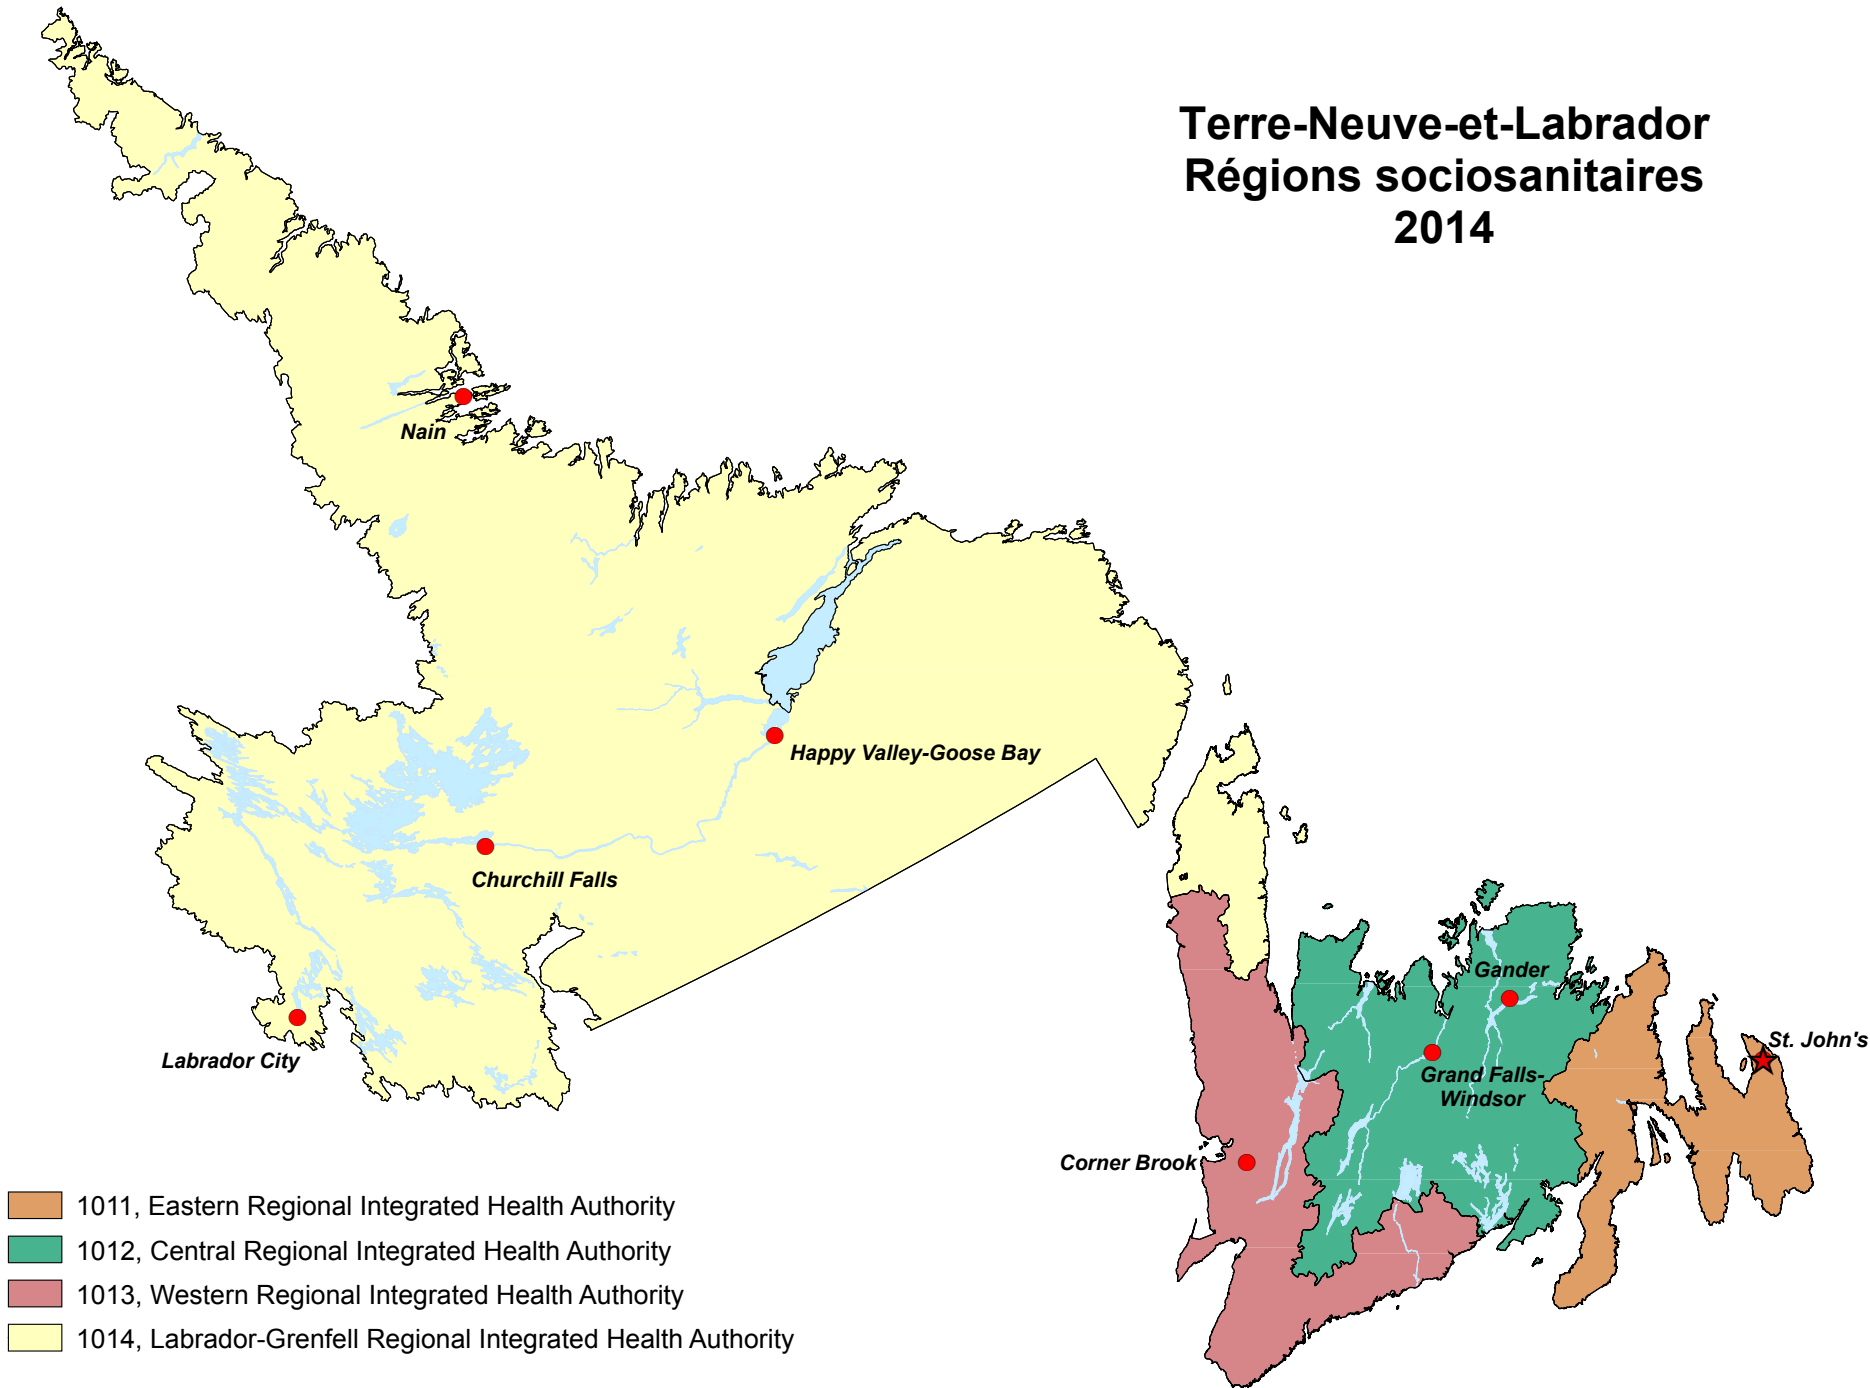 Terre-Neuve-et-Labrador
Régions sociosanitaires
2014
Nain
Happy Valley-Goose Bay
Churchill Falls
Labrador City
Gander
St. John's
Grand Falls-
Windsor
Corner Brook
1011, Eastern Regional Integrated Health Authority
1012, Central Regional Integrated Health Authority
1013, Western Regional Integrated Health Authority
1014, Labrador-Grenfell Regional Integrated Health Authority